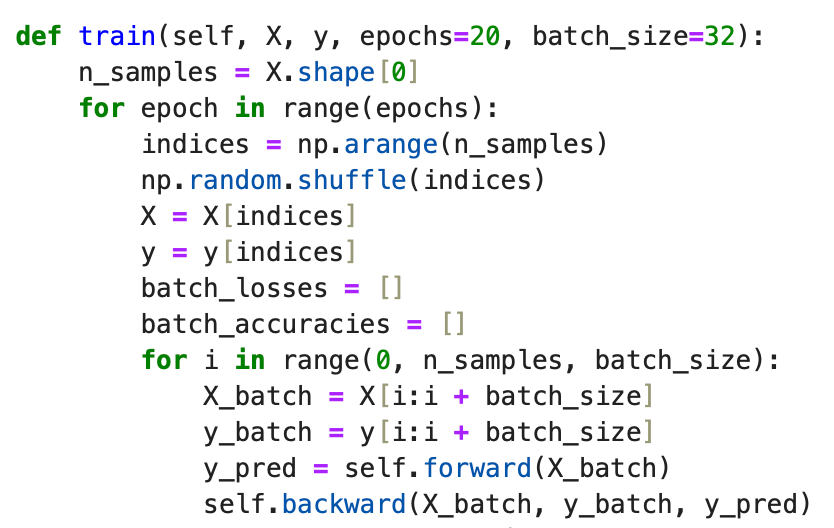 def train(self, X, y, epochs=20, batch_size=32):
    n_samples = X.shape[0]
    for epoch in range(epochs):
        indices = np.arange(n_samples)
        np.random.shuffle(indices)
        X = X[indices]
        y = y[indices]
        batch_losses = []
        batch_accuracies = []
        for i in range(0, n_samples, batch_size):
            X_batch = X[i:i + batch_size]
            y_batch = y[i:i + batch_size]
            y_pred = self.forward(X_batch)
            self.backward(X_batch, y_batch, y_pred)